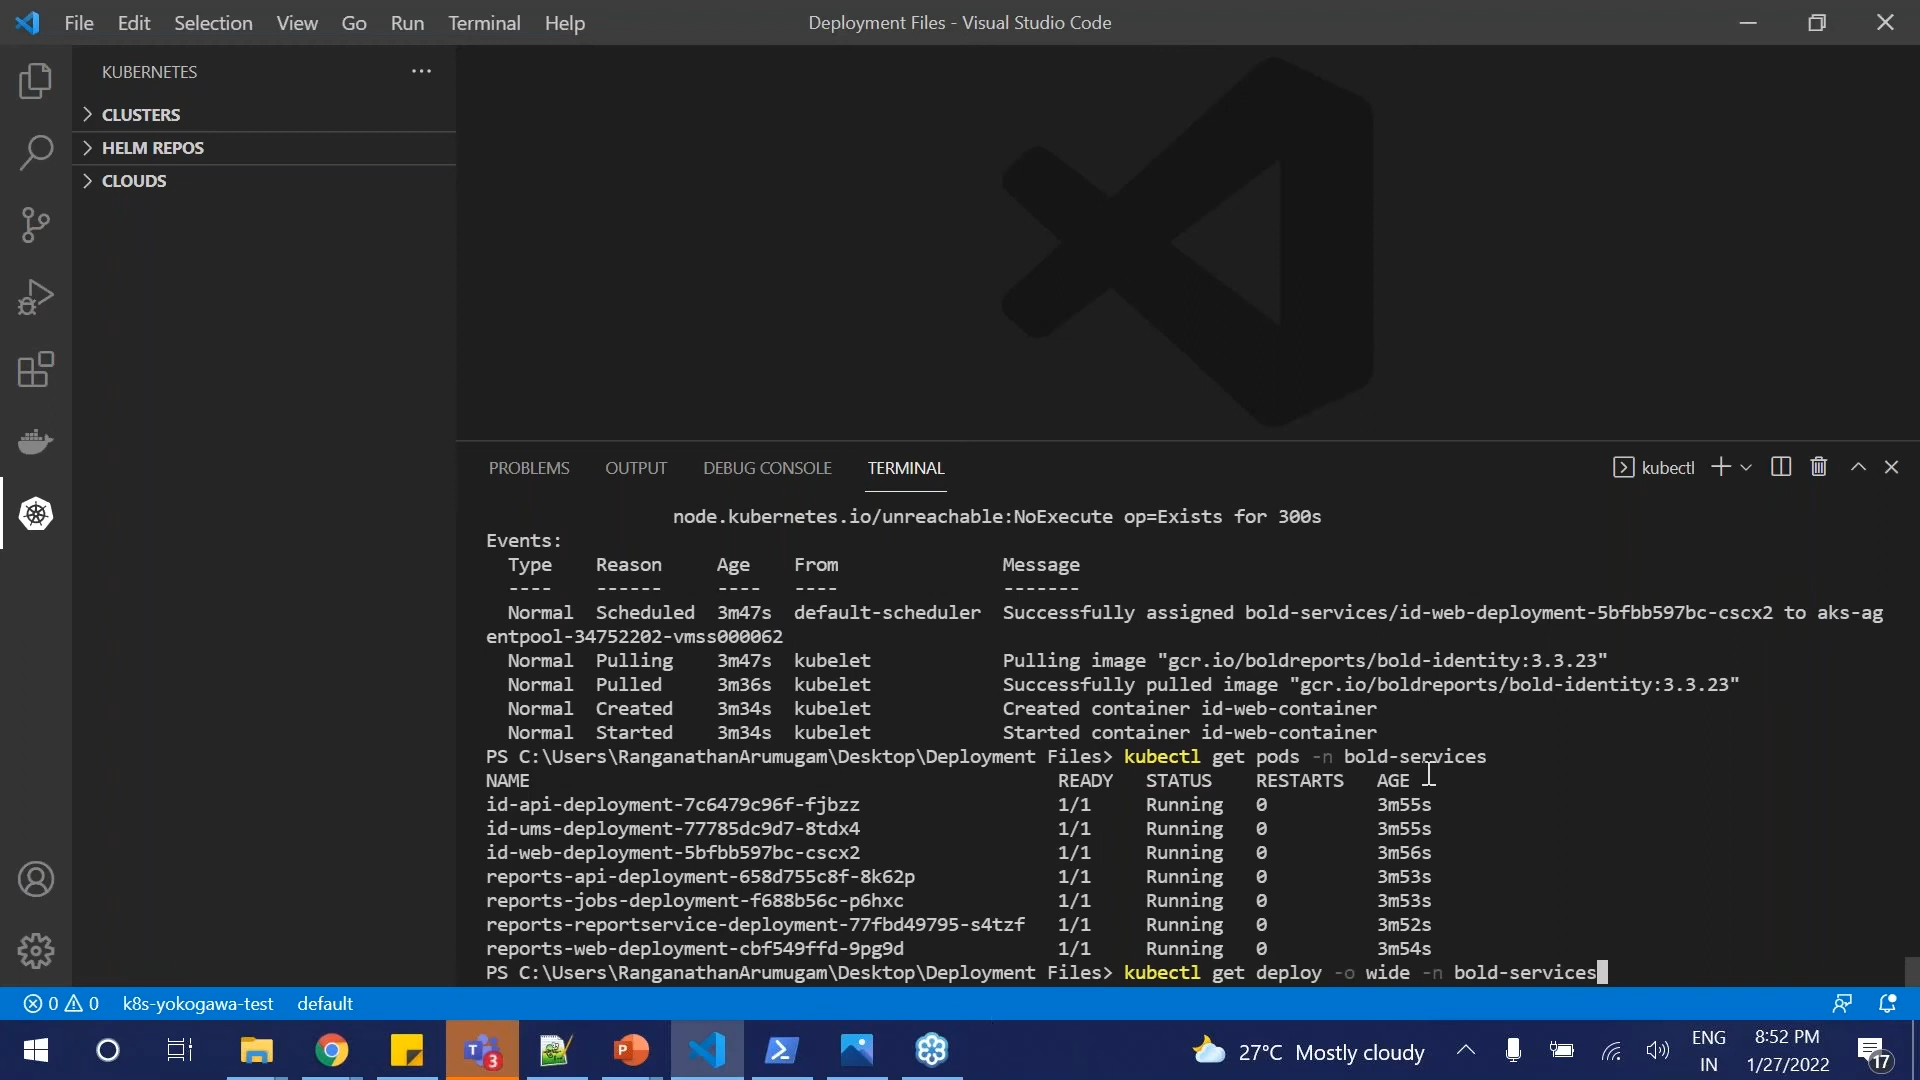 File Edit Selection View Go Run Terminal Help
Deployment Files - Visual Studio Code
KUBERNETES
CLUSTERS
HELM REPOS
CLOUDS
PROBLEMS OUTPUT DEBUG CONSOLE TERMINAL
kubectl
node.kubernetes.io/unreachable:NoExecute op=Exists for 300s
Events:
Type Reason Age From Message
---- ------ ---- ---- -------
Normal Scheduled 3m47s default-scheduler Successfully assigned bold-services/id-web-deployment-5bfbb597bc-cscx2 to aks-ag
entpool-34752202-vmss000062
Normal Pulling 3m47s kubelet Pulling image "gcr.io/boldreports/bold-identity:3.3.23"
Normal Pulled 3m36s kubelet Successfully pulled image "gcr.io/boldreports/bold-identity:3.3.23"
Normal Created 3m34s kubelet Created container id-web-container
Normal Started 3m34s kubelet Started container id-web-container
PS C:\Users\RanganathanArumugam\Desktop\Deployment Files> kubectl get pods -n bold-services
NAME READY STATUS RESTARTS AGE
id-api-deployment-7c6479c96f-fjbzz 1/1 Running 0 3m55s
id-ums-deployment-77785dc9d7-8tdx4 1/1 Running 0 3m55s
id-web-deployment-5bfbb597bc-cscx2 1/1 Running 0 3m56s
reports-api-deployment-658d755c8f-8k62p 1/1 Running 0 3m53s
reports-jobs-deployment-f688b56c-p6hxc 1/1 Running 0 3m53s
reports-reportservice-deployment-77fbd49795-s4tzf 1/1 Running 0 3m52s
reports-web-deployment-cbf549ffd-9pg9d 1/1 Running 0 3m54s
PS C:\Users\RanganathanArumugam\Desktop\Deployment Files> kubectl get deploy -o wide -n bold-services
0 0 k8s-yokogawa-test default
3
27°C Mostly cloudy
ENG
IN
8:52 PM
1/27/2022
17